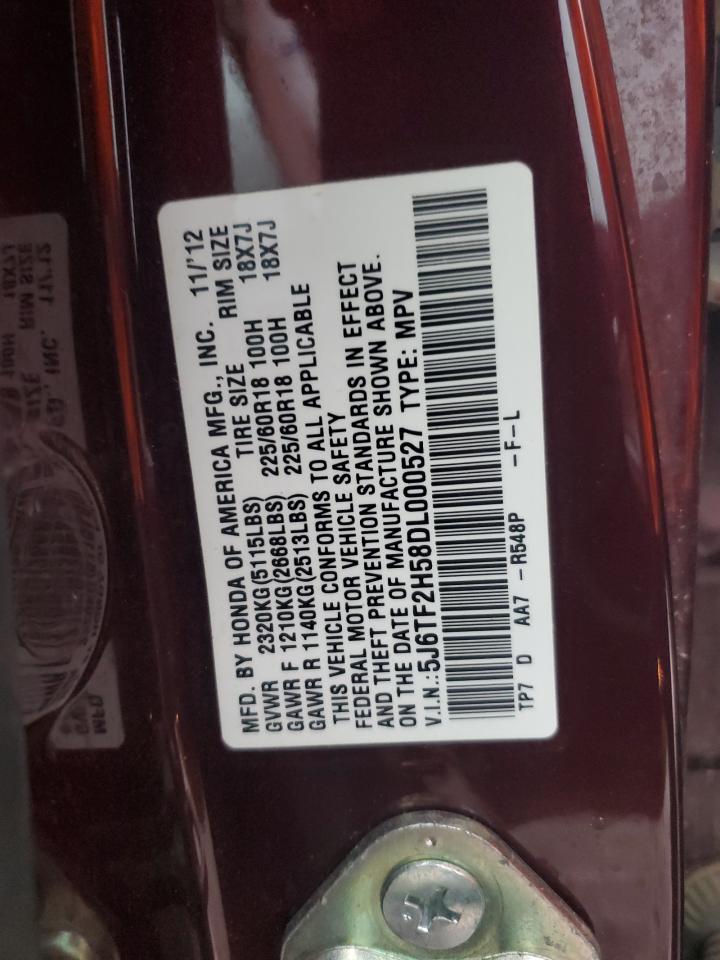 MFD. BY HONDA OF AMERICA MFG., INC. 11/'12
GVWR 2320KG(5115LBS) TIRE SIZE RIM SIZE
GAWR F 1210KG(2668LBS) 225/60R18 100H 18X7J
GAWR R 1140KG(2513LBS) 225/60R18 100H 18X7J
THIS VEHICLE CONFORMS TO ALL APPLICABLE
FEDERAL MOTOR VEHICLE SAFETY
AND THEFT PREVENTION STANDARDS IN EFFECT
ON THE DATE OF MANUFACTURE SHOWN ABOVE.
V.I.N.:5J6TF2H58DL000527 TYPE: MPV
TP7 D AA7 -R548P -F-L